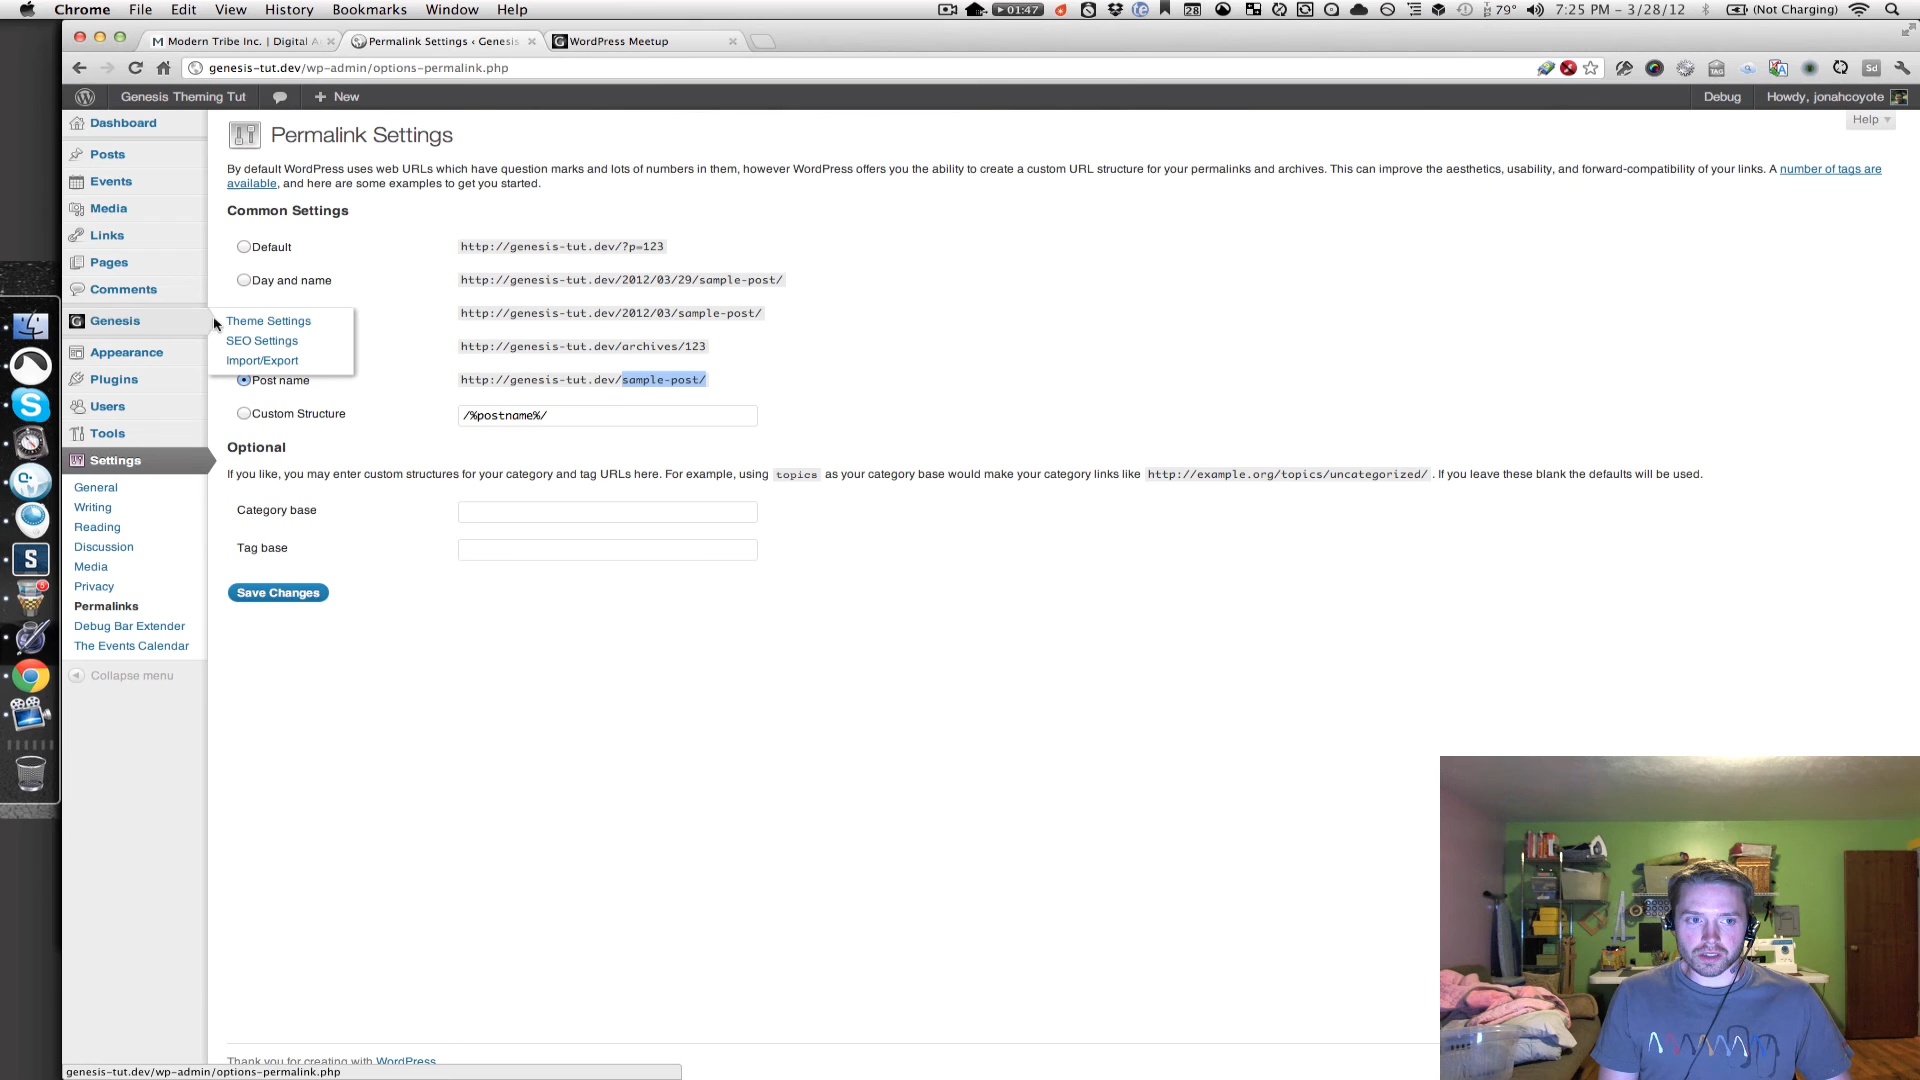 Chrome File Edit View History Bookmarks Window Help
01:47 28 79° 7:25 PM – 3/28/12 (Not Charging)
Modern Tribe Inc. | Digital A
Permalink Settings ‹ Genesis
WordPress Meetup
genesis-tut.dev/wp-admin/options-permalink.php
Genesis Theming Tut
+ New
Debug
Howdy, jonahcoyote
Help
Dashboard
Posts
Events
Media
Links
Pages
Comments
Genesis
Appearance
Plugins
Users
Tools
Settings
General
Writing
Reading
Discussion
Media
Privacy
Permalinks
Debug Bar Extender
The Events Calendar
Collapse menu
Theme Settings
SEO Settings
Import/Export
Permalink Settings
By default WordPress uses web URLs which have question marks and lots of numbers in them, however WordPress offers you the ability to create a custom URL structure for your permalinks and archives. This can improve the aesthetics, usability, and forward-compatibility of your links. A number of tags are
available, and here are some examples to get you started.
Common Settings
Default http://genesis-tut.dev/?p=123
Day and name http://genesis-tut.dev/2012/03/29/sample-post/
http://genesis-tut.dev/2012/03/sample-post/
http://genesis-tut.dev/archives/123
Post name http://genesis-tut.dev/sample-post/
Custom Structure /%postname%/
Optional
If you like, you may enter custom structures for your category and tag URLs here. For example, using topics as your category base would make your category links like http://example.org/topics/uncategorized/ . If you leave these blank the defaults will be used.
Category base
Tag base
Save Changes
Thank you for creating with WordPress
genesis-tut.dev/wp-admin/options-permalink.php